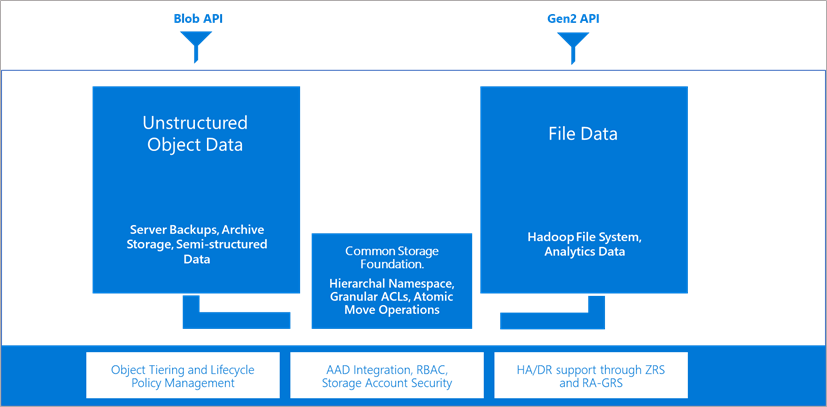 Blob API
Gen2 API
Unstructured
Object Data
Server Backups, Archive
Storage, Semi-structured
Data
File Data
Hadoop File System,
Analytics Data
Common Storage
Foundation.
Hierarchal Namespace,
Granular ACLs, Atomic
Move Operations
Object Tiering and Lifecycle
Policy Management
AAD Integration, RBAC,
Storage Account Security
HA/DR support through ZRS
and RA-GRS